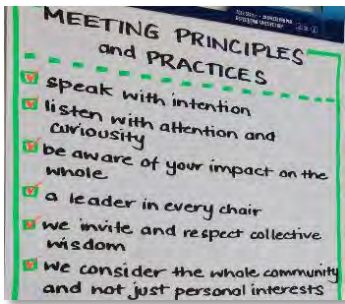 MEETING PRINCIPLES
and PRACTICES
speak with intention
listen with attention and
curiousity
be aware of your impact on the
whole
a leader in every chair
we invite and respect collective
wisdom
we consider the whole community
and not just personal interests